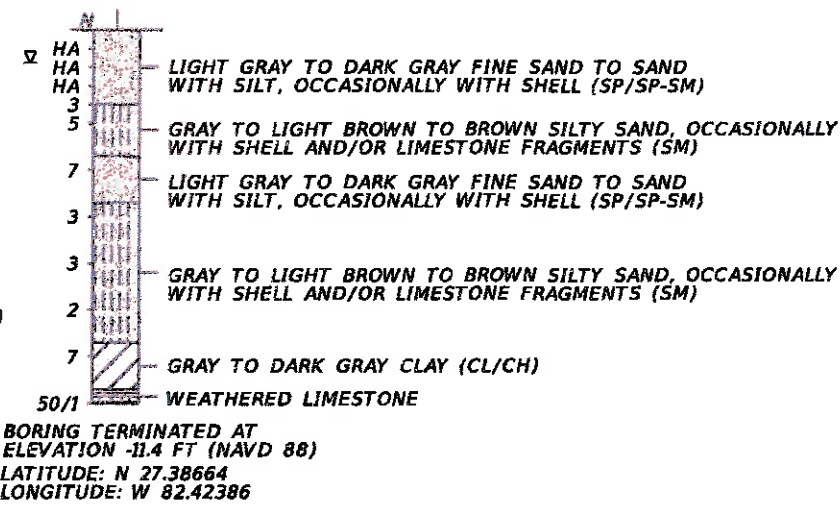 N
HA
HA
HA
3
5
7
3
3
2
7
50/1
LIGHT GRAY TO DARK GRAY FINE SAND TO SAND
WITH SILT, OCCASIONALLY WITH SHELL (SP/SP-SM)
GRAY TO LIGHT BROWN TO BROWN SILTY SAND, OCCASIONALLY
WITH SHELL AND/OR LIMESTONE FRAGMENTS (SM)
LIGHT GRAY TO DARK GRAY FINE SAND TO SAND
WITH SILT, OCCASIONALLY WITH SHELL (SP/SP-SM)
GRAY TO LIGHT BROWN TO BROWN SILTY SAND, OCCASIONALLY
WITH SHELL AND/OR LIMESTONE FRAGMENTS (SM)
GRAY TO DARK GRAY CLAY (CL/CH)
WEATHERED LIMESTONE
BORING TERMINATED AT
ELEVATION -11.4 FT (NAVD 88)
LATITUDE: N 27.38664
LONGITUDE: W 82.42386